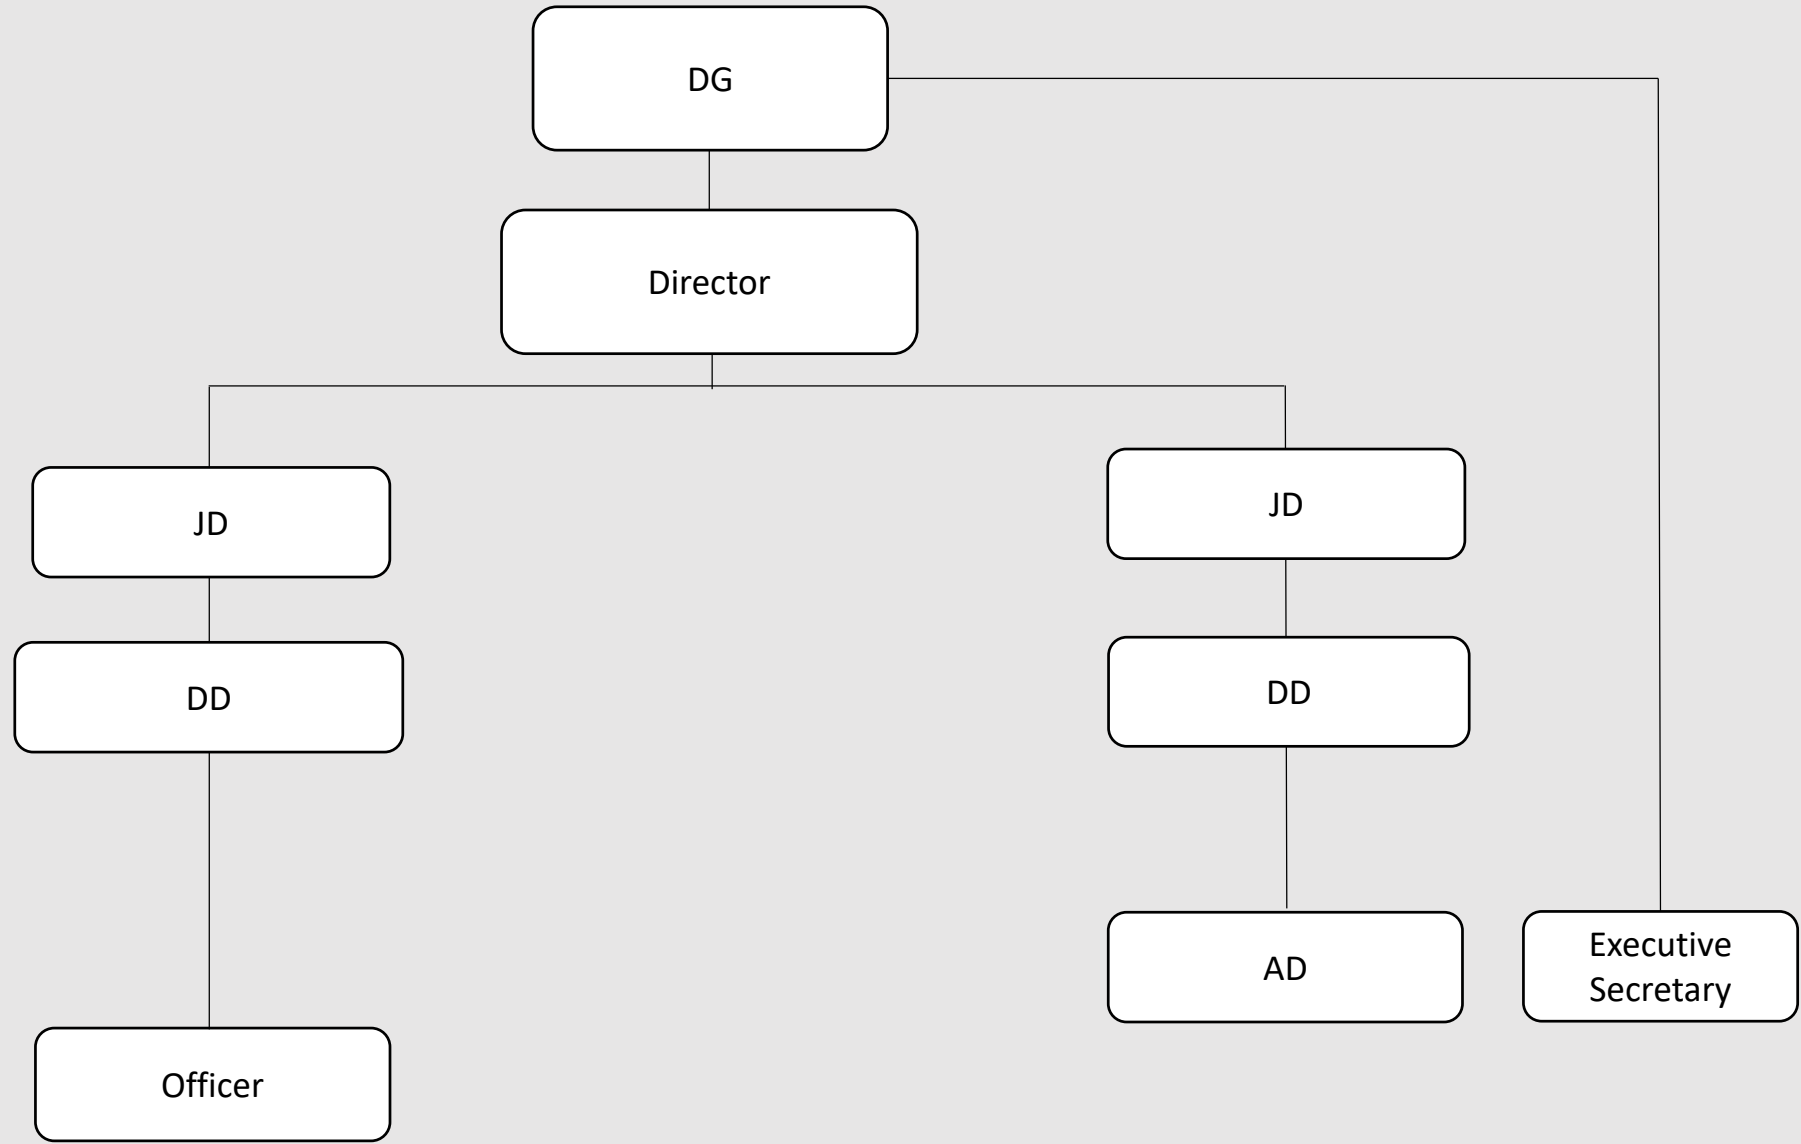 DG
Director
JD
JD
DD
DD
AD
Executive
Secretary
Officer